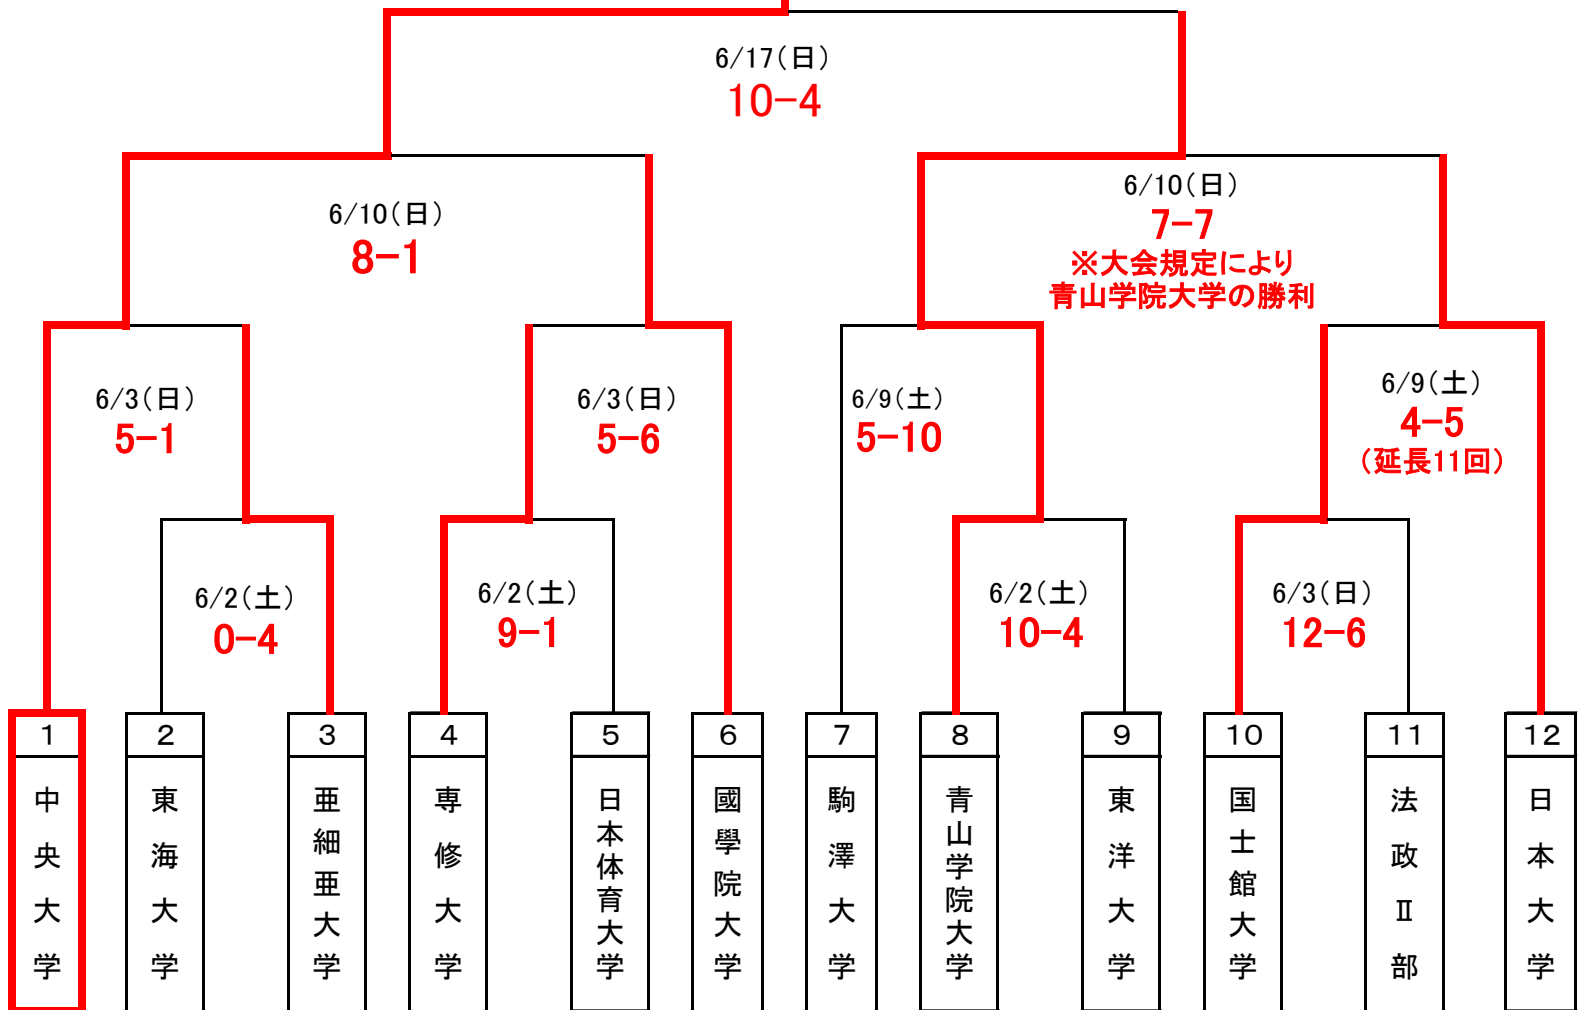 6/17(日)
10-4
6/10(日)
8-1
6/10(日)
7-7
※大会規定により
青山学院大学の勝利
6/3(日)
5-1
6/3(日)
5-6
6/9(土)
5-10
6/9(土)
4-5
(延長11回)
6/2(土)
0-4
6/2(土)
9-1
6/2(土)
10-4
6/3(日)
12-6
1
中央大学
2
東海大学
3
亜細亜大学
4
専修大学
5
日本体育大学
6
國學院大学
7
駒澤大学
8
青山学院大学
9
東洋大学
10
国士館大学
11
法政Ⅱ部
12
日本大学